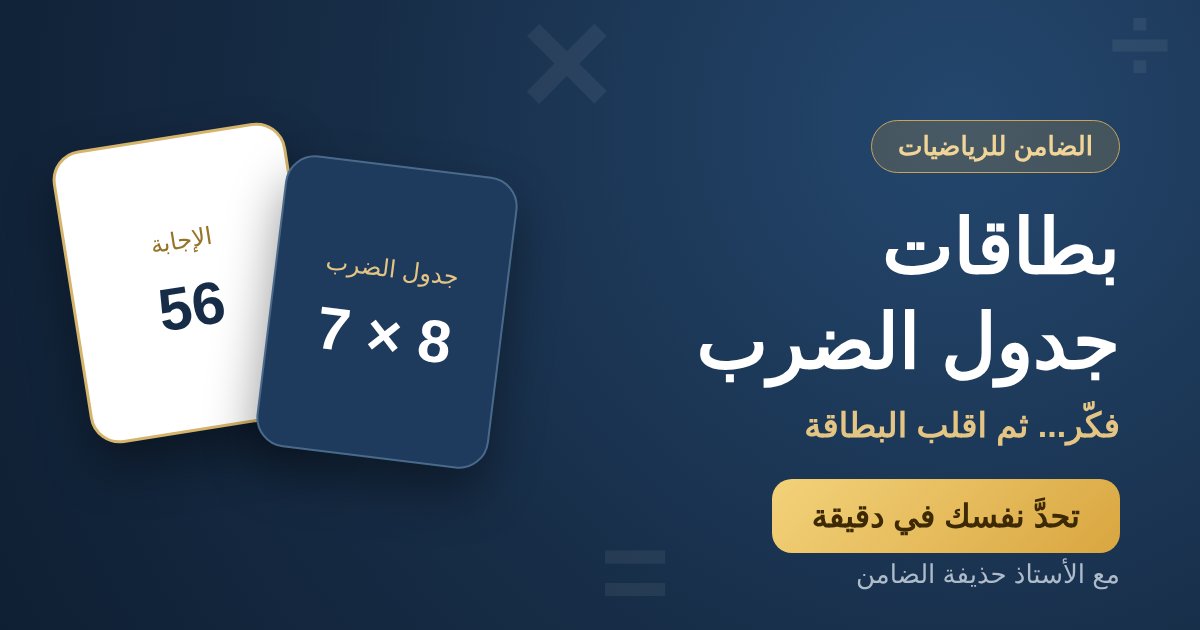 الضامن للرياضيات
بطاقات
جدول الضرب
فكّر... ثم اقلب البطاقة
تحدَّ نفسك في دقيقة
مع الأستاذ حذيفة الضامن
جدول الضرب
7 × 8
الإجابة
56
×
÷
=